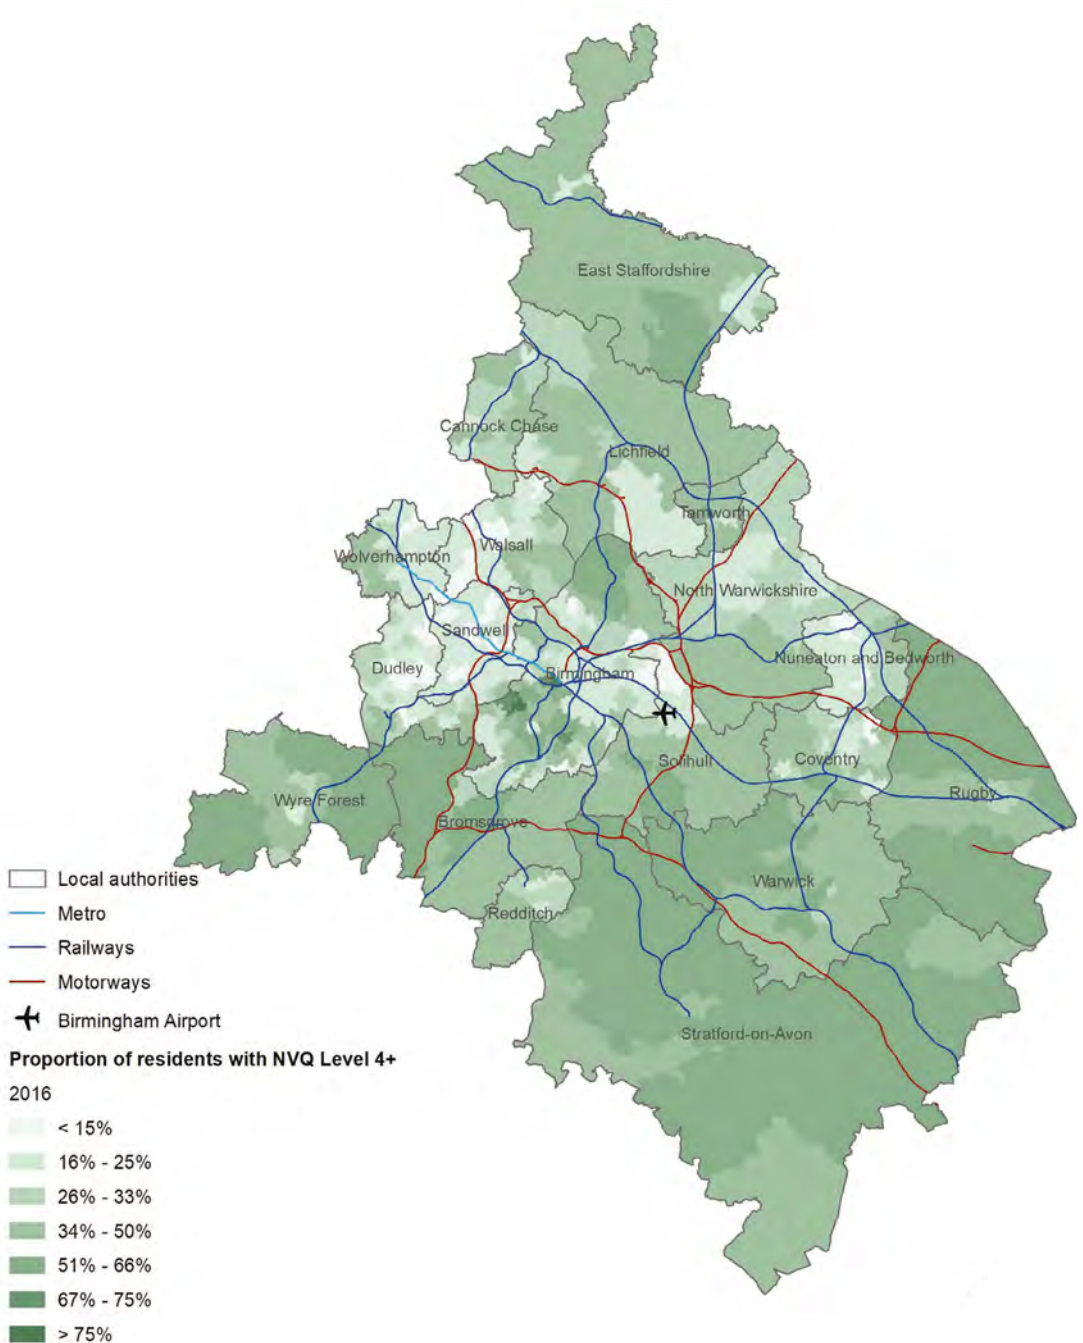 East Staffordshire
Cannock Chase
Lichfield
Tamworth
Wolverhampton
Walsall
North Warwickshire
Sandwell
Dudley
Birmingham
Nuneaton and Bedworth
Solihull
Coventry
Rugby
Wyre Forest
Bromsgrove
Warwick
Redditch
Stratford-on-Avon
Local authorities
Metro
Railways
Motorways
Birmingham Airport
Proportion of residents with NVQ Level 4+
2016
< 15%
16% - 25%
26% - 33%
34% - 50%
51% - 66%
67% - 75%
> 75%